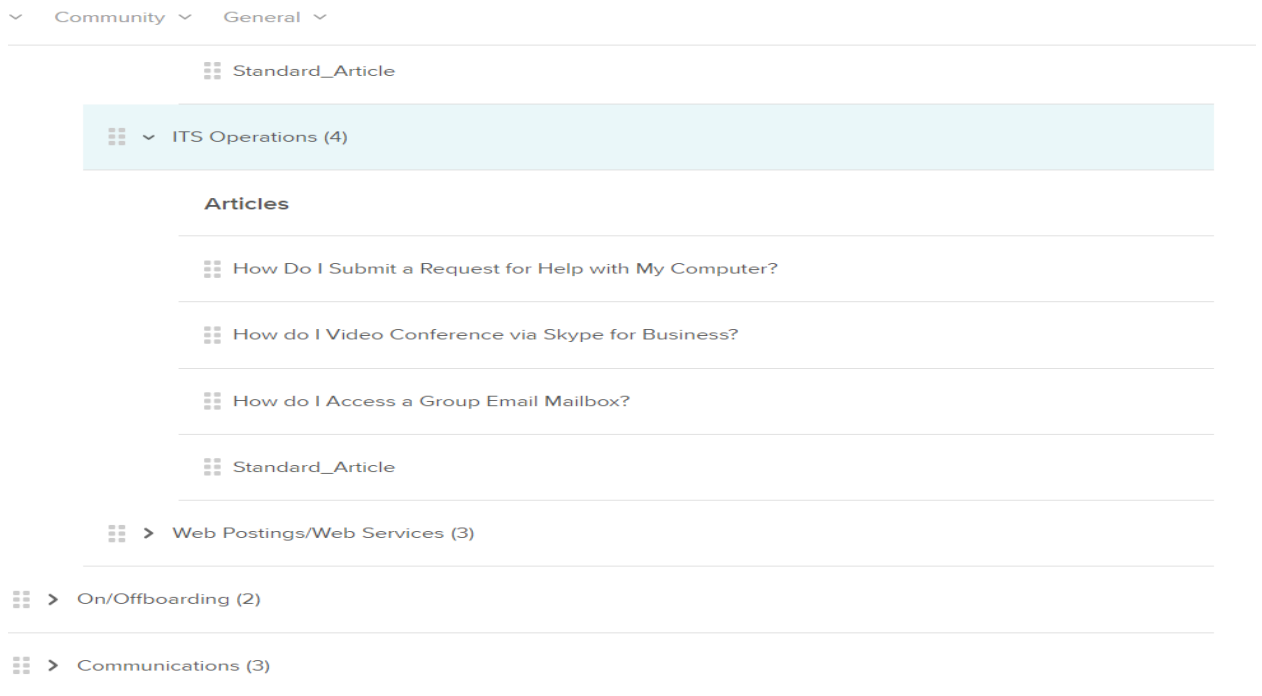 Community General
Standard_Article
ITS Operations (4)
Articles
How Do I Submit a Request for Help with My Computer?
How do I Video Conference via Skype for Business?
How do I Access a Group Email Mailbox?
Standard_Article
Web Postings/Web Services (3)
On/Offboarding (2)
Communications (3)